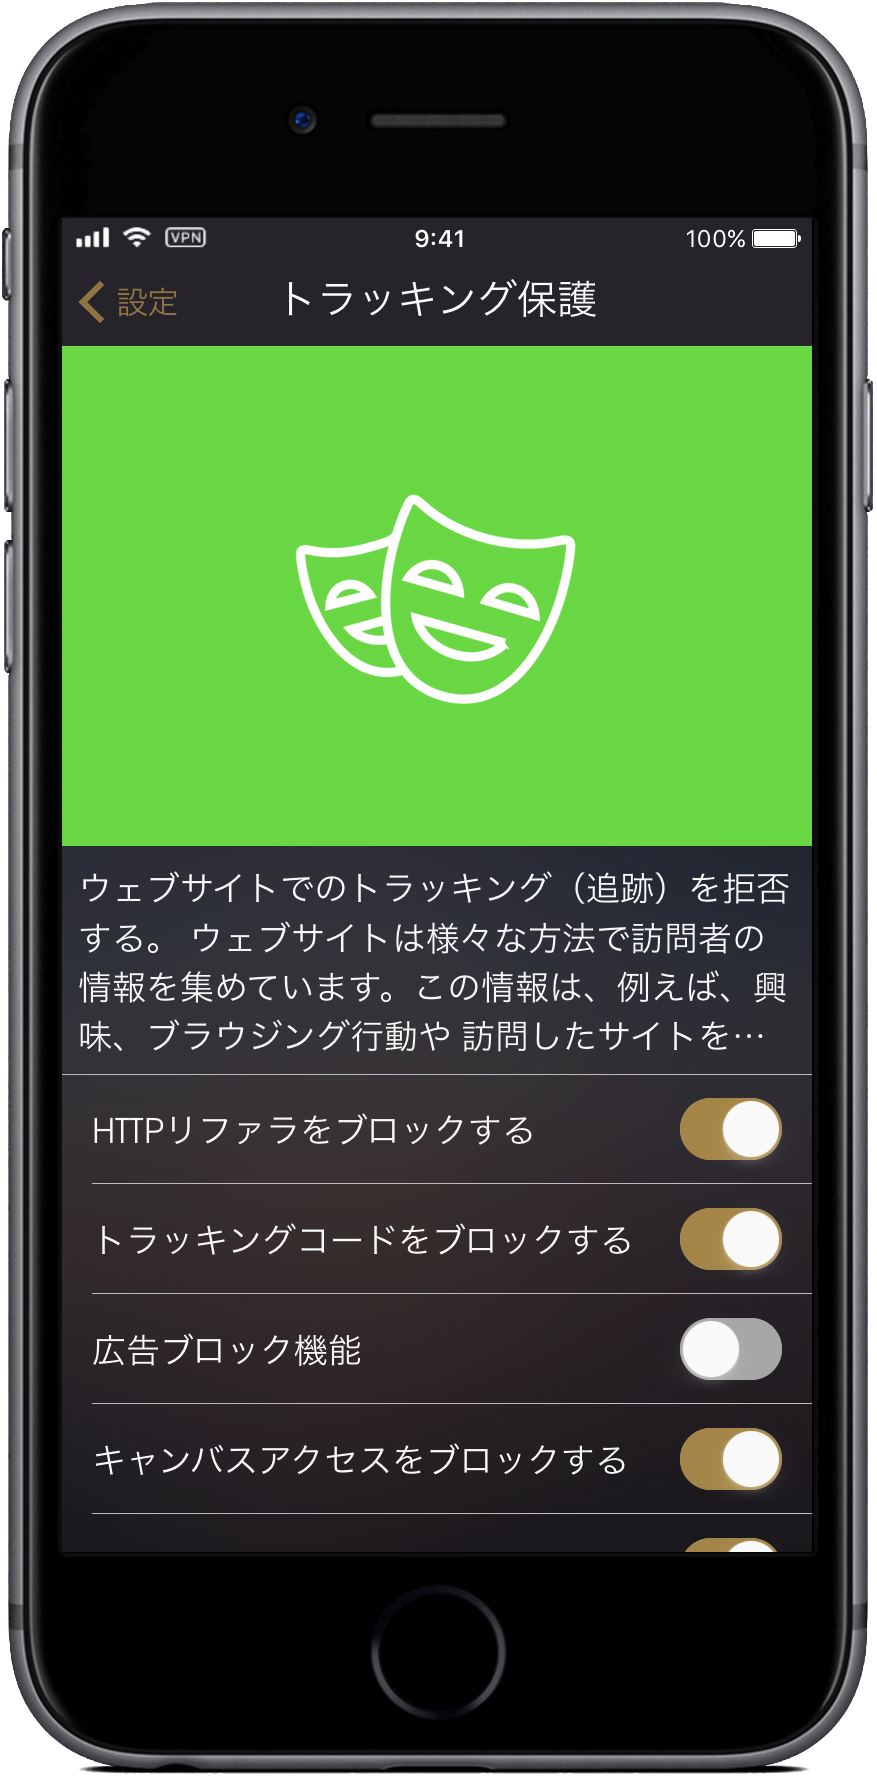 VPN 9:41 100%
設定 トラッキング保護
ウェブサイトでのトラッキング（追跡）を拒否
する。 ウェブサイトは様々な方法で訪問者の
情報を集めています。この情報は、例えば、興
味、ブラウジング行動や 訪問したサイトを…
HTTPリファラをブロックする
トラッキングコードをブロックする
広告ブロック機能
キャンバスアクセスをブロックする